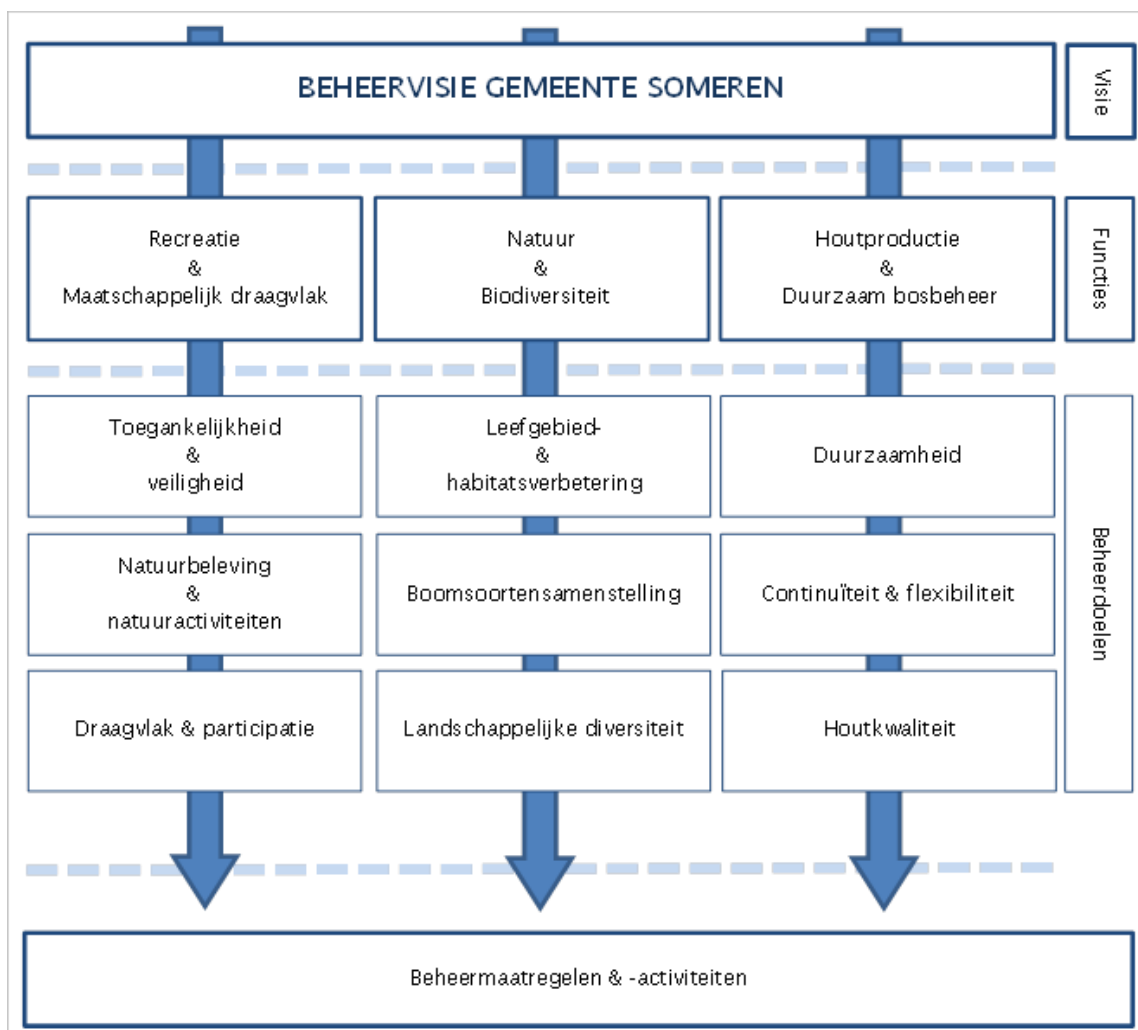 BEHEERVISIE GEMEENTE SOMEREN
Visie
Recreatie
&
Maatschappelijk draagvlak
Natuur
&
Biodiversiteit
Houtproductie
&
Duurzaam bosbeheer
Functies
Toegankelijkheid
&
veiligheid
Leefgebied-
&
habitatsverbetering
Duurzaamheid
Natuurbeleving
&
natuuractiviteiten
Boomsoortensamenstelling
Continuïteit & flexibiliteit
Draagvlak & participatie
Landschappelijke diversiteit
Houtkwaliteit
Beheerdoelen
Beheermaatregelen & -activiteiten